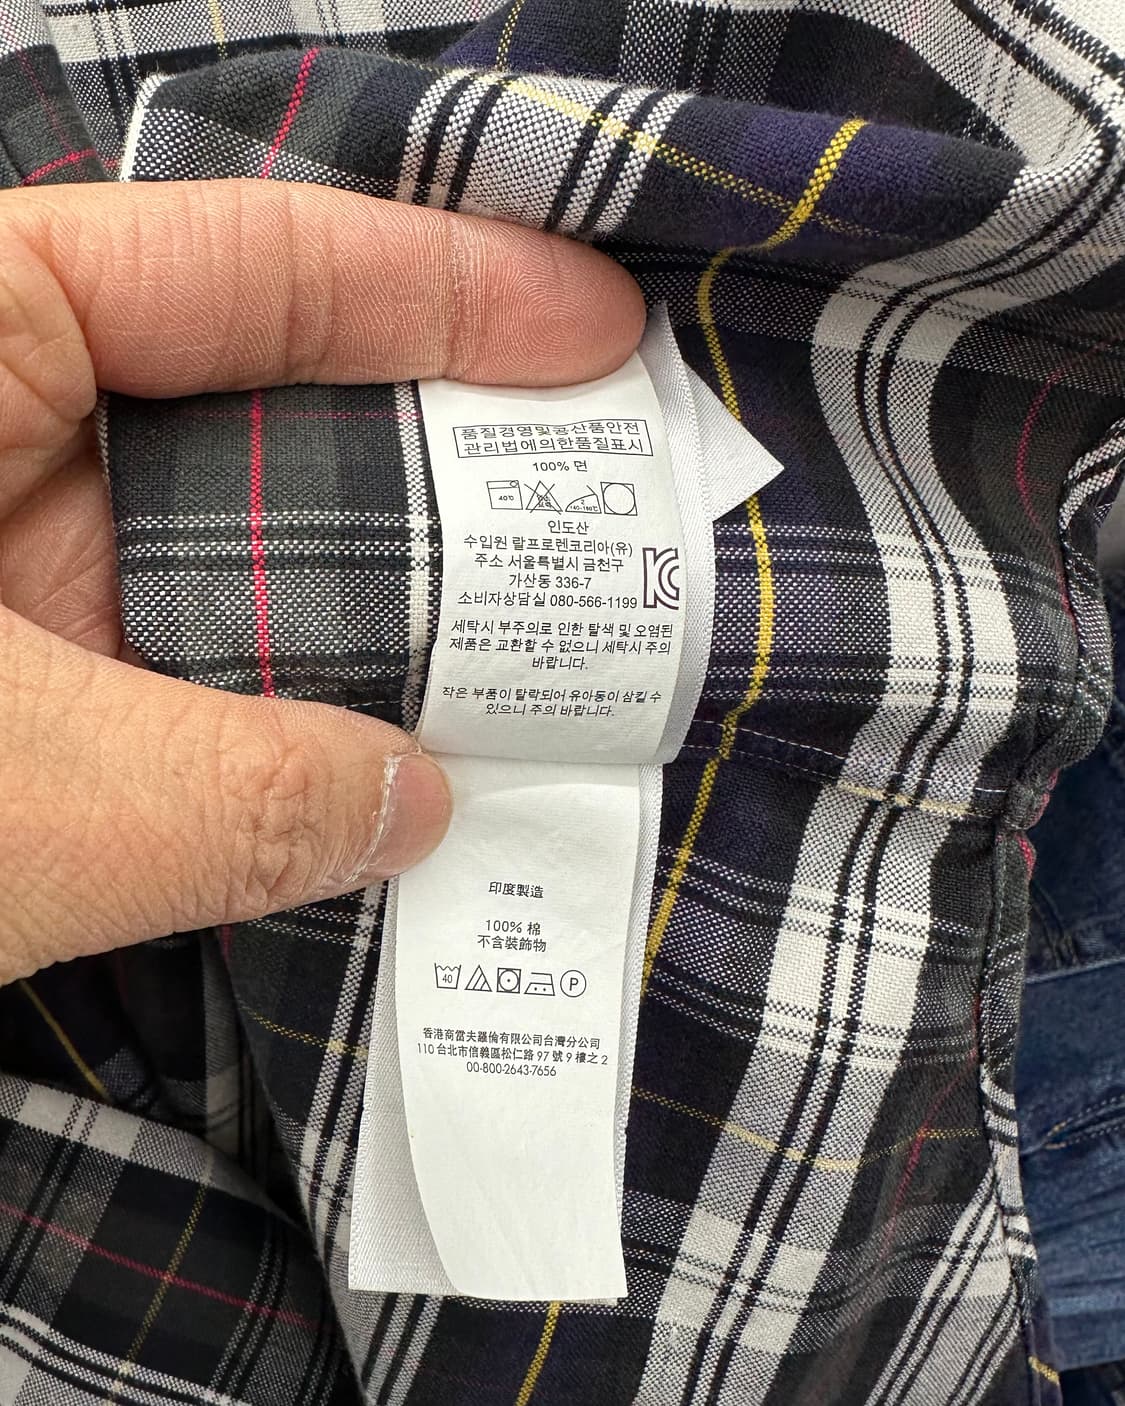 품질경영및공산품안전
관리법에의한품질표시
100% 면
40℃
2
140-160℃
인도산
수입원 랄프로렌코리아(유)
주소 서울특별시 금천구
가산동 336-7
소비자상담실 080-566-1199
세탁시 부주의로 인한 탈색 및 오염된
제품은 교환할 수 없으니 세탁시 주의
바랍니다.
작은 부품이 탈락되어 유아동이 삼킬 수
있으니 주의 바랍니다.
印度製造
100% 棉
不含裝飾物
40
P
香港商雷夫羅倫有限公司台灣分公司
110 台北市信義區松仁路 97 號 9 樓之 2
00-800-2643-7656